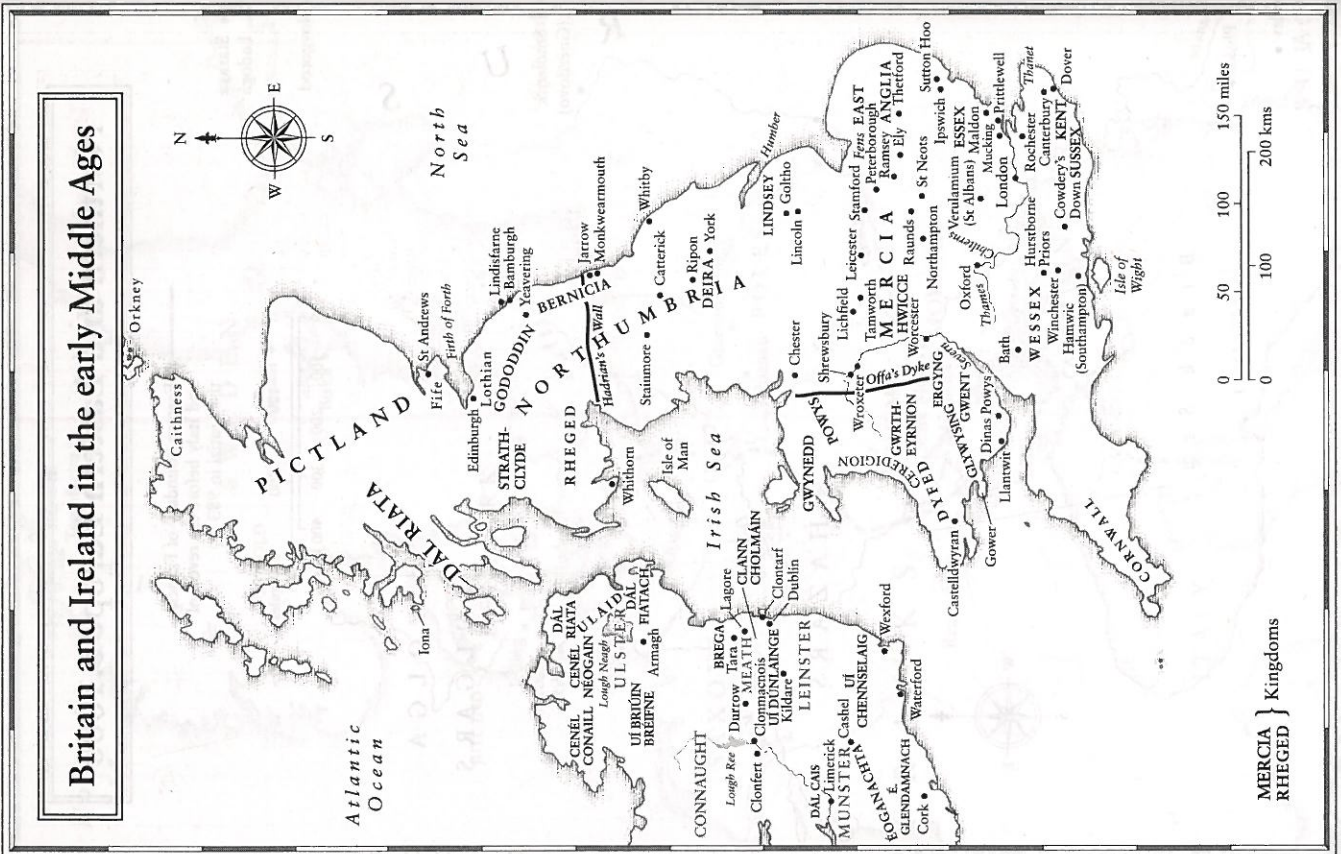 Britain and Ireland in the early Middle Ages
N
W
E
S
Atlantic
Ocean
North
Sea
Irish Sea
Orkney
Caithness
PICTLAND
DÁL RIATA
Iona
St Andrews
Fife
Firth of Forth
Edinburgh
Lothian
GODODDIN
STRATH-
CLYDE
Lindisfarne
Bamburgh
Yeavering
BERNICIA
NORTHUMBRIA
Hadrian's Wall
Jarrow
Monkwearmouth
RHEGED
Whithorn
Isle of
Man
Stainmore
Catterick
Whitby
Ripon
DEIRA
York
Humber
LINDSEY
Goltho
Lincoln
DÁL
RIATA
CENÉL
CONAILL
CENÉL
NEÓGAIN
ULAID
Lough Neagh
ULSTER
DÁL
FIATACH
Armagh
UÍ BRIÚIN
BREIFNE
CONNAUGHT
Lough Ree
BREGA
Tara
Lagore
MEATH
CLANN
CHOLMÁIN
Durrow
Clonmacnois
Clonfert
Clontarf
Dublin
UÍ DÚNLAINGE
Kildare
LEINSTER
DÁL CAIS
Limerick
MUNSTER
Cashel
UÍ
CHENNSELAIG
Wexford
Waterford
ÉOGANACHTA
É.
GLENDAMNACH
Cork
Chester
Shrewsbury
Wroxeter
Offa's Dyke
GWYNEDD
POWYS
CEREDIGION
GWRTH-
EYRNION
DYFED
ERGYNG
GWENT
GLYWYSING
Severn
Dinas Powys
Llantwit
Gower
Castelldwyran
CORNWALL
Lichfield
Tamworth
Leicester
Stamford
Fens
Peterborough
Ramsey
Ely
Thetford
EAST
ANGLIA
MERCIA
HWICCE
Worcester
Raunds
Northampton
St Neots
Sutton Hoo
Ipswich
ESSEX
Maldon
Mucking
Prittlewell
Verulamium
(St Albans)
Chilterns
London
Oxford
Thames
Bath
WESSEX
Hurstborne
Priors
Winchester
Hamwic
(Southampton)
Isle of
Wight
Cowdery's
Down
SUSSEX
Rochester
Canterbury
KENT
Thanet
Dover
0 50 100 150 miles
0 100 200 kms
MERCIA
RHEGED } Kingdoms